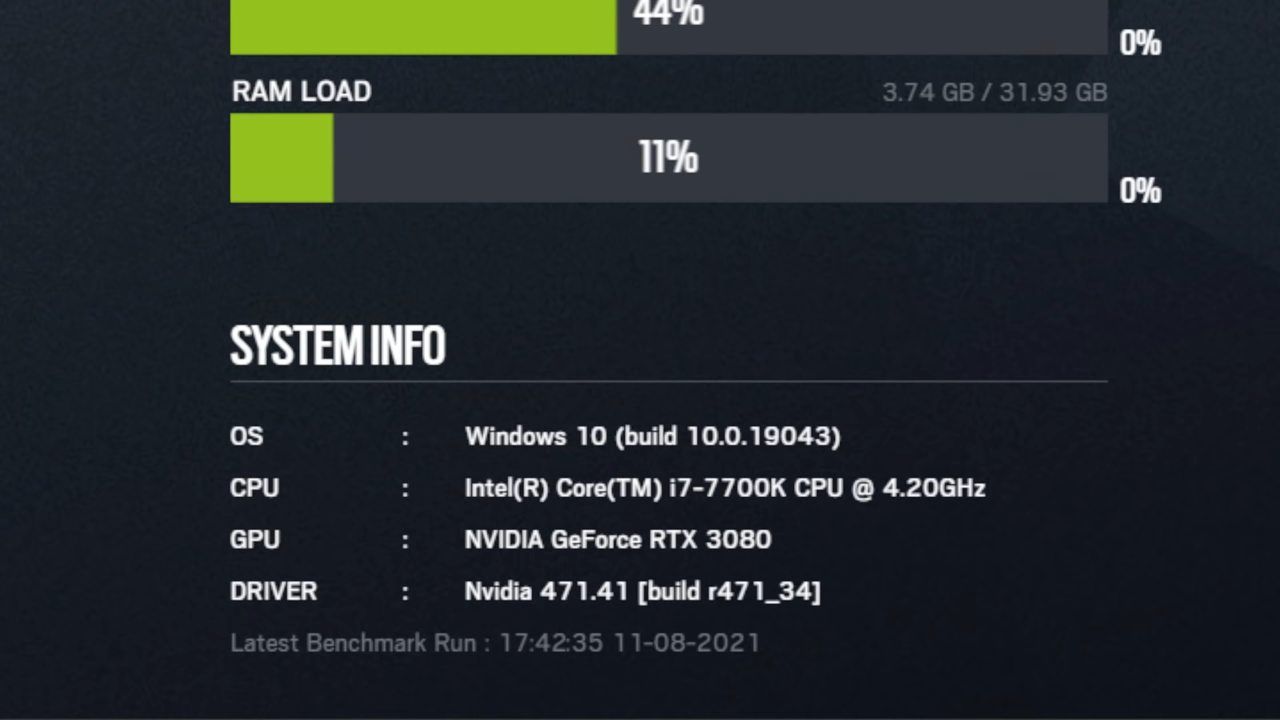 44%
0%
RAM LOAD 3.74 GB / 31.93 GB
11%
0%
SYSTEM INFO
OS : Windows 10 (build 10.0.19043)
CPU : Intel(R) Core(TM) i7-7700K CPU @ 4.20GHz
GPU : NVIDIA GeForce RTX 3080
DRIVER : Nvidia 471.41 [build r471_34]
Latest Benchmark Run : 17:42:35 11-08-2021